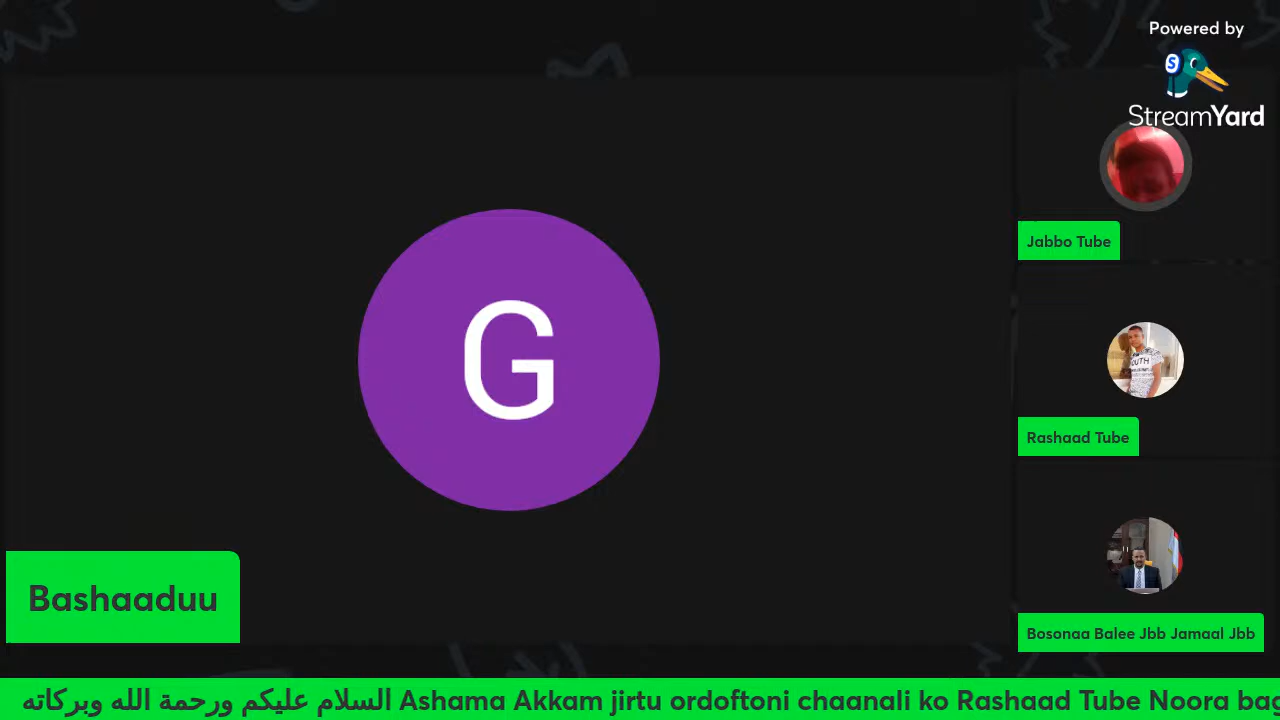 Powered by
S
StreamYard
Jabbo Tube
G
OUTH
Rashaad Tube
Bashaaduu
Bosonaa Balee Jbb Jamaal Jbb
السلام عليكم ورحمة الله وبركاته Ashama Akkam jirtu ordoftoni chaanali ko Rashaad Tube Noora